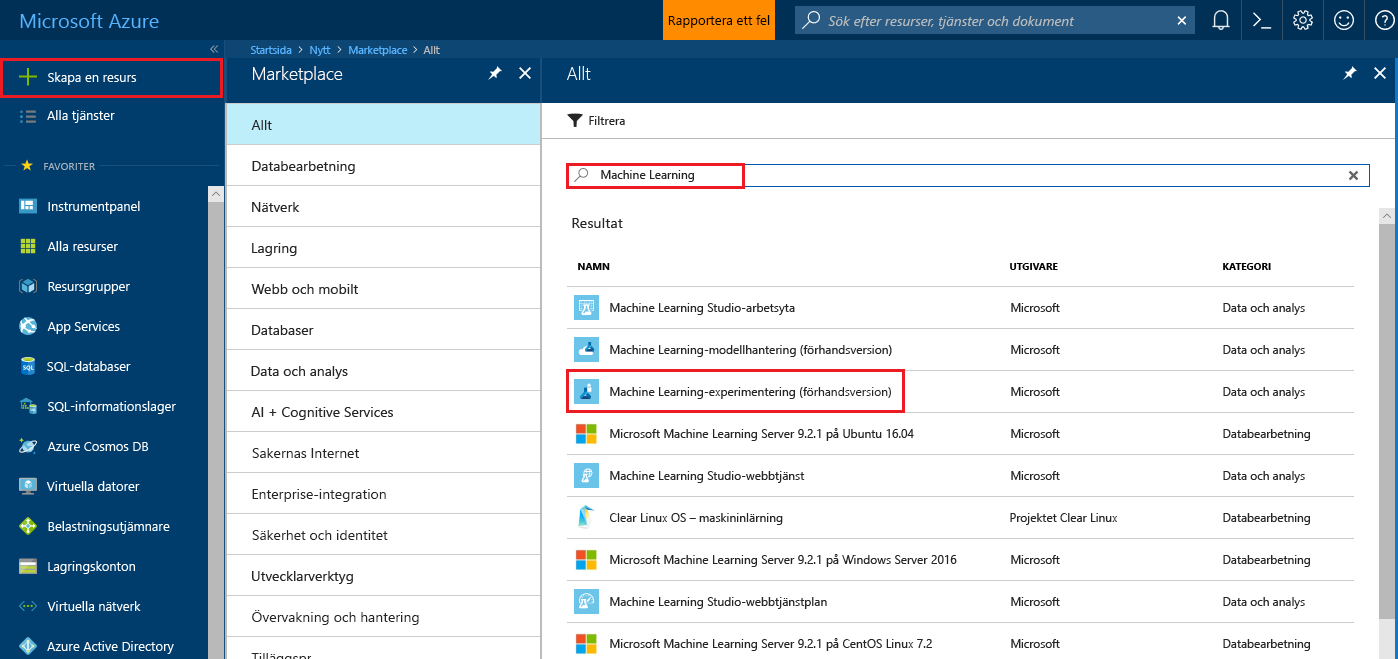 Microsoft Azure
Rapportera ett fel
Sök efter resurser, tjänster och dokument
Startsida > Nytt > Marketplace > Allt
Skapa en resurs
Alla tjänster
FAVORITER
Instrumentpanel
Alla resurser
Resursgrupper
App Services
SQL-databaser
SQL-informationslager
Azure Cosmos DB
Virtuella datorer
Belastningsutjämnare
Lagringskonton
Virtuella nätverk
Azure Active Directory
Marketplace
Allt
Databearbetning
Nätverk
Lagring
Webb och mobilt
Databaser
Data och analys
AI + Cognitive Services
Sakernas Internet
Enterprise-integration
Säkerhet och identitet
Utvecklarverktyg
Övervakning och hantering
Allt
Filtrera
Machine Learning
Resultat
NAMN UTGIVARE KATEGORI
Machine Learning Studio-arbetsyta Microsoft Data och analys
Machine Learning-modellhantering (förhandsversion) Microsoft Data och analys
Machine Learning-experimentering (förhandsversion) Microsoft Data och analys
Microsoft Machine Learning Server 9.2.1 på Ubuntu 16.04 Microsoft Databearbetning
Machine Learning Studio-webbtjänst Microsoft Data och analys
Clear Linux OS – maskininlärning Projektet Clear Linux Databearbetning
Microsoft Machine Learning Server 9.2.1 på Windows Server 2016 Microsoft Databearbetning
Machine Learning Studio-webbtjänstplan Microsoft Data och analys
Microsoft Machine Learning Server 9.2.1 på CentOS Linux 7.2 Microsoft Databearbetning